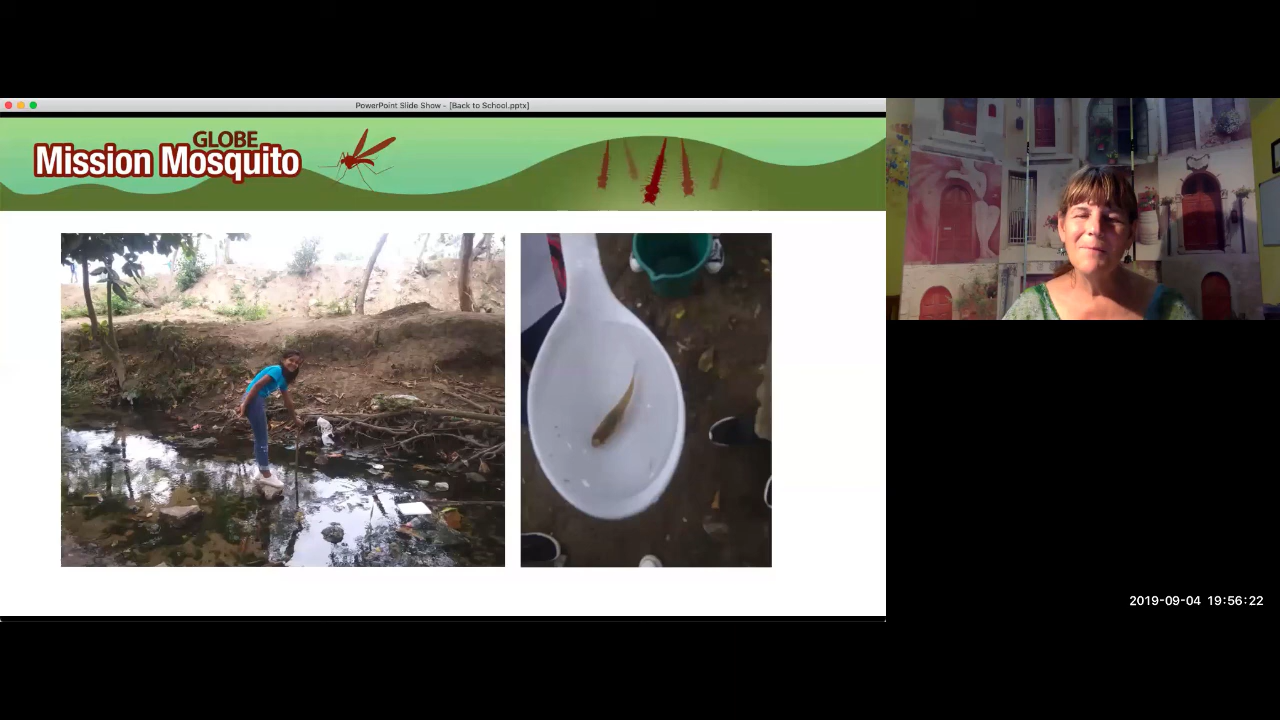 PowerPoint Slide Show - [Back to School.pptx]
GLOBE
Mission Mosquito
2019-09-04 19:56:22